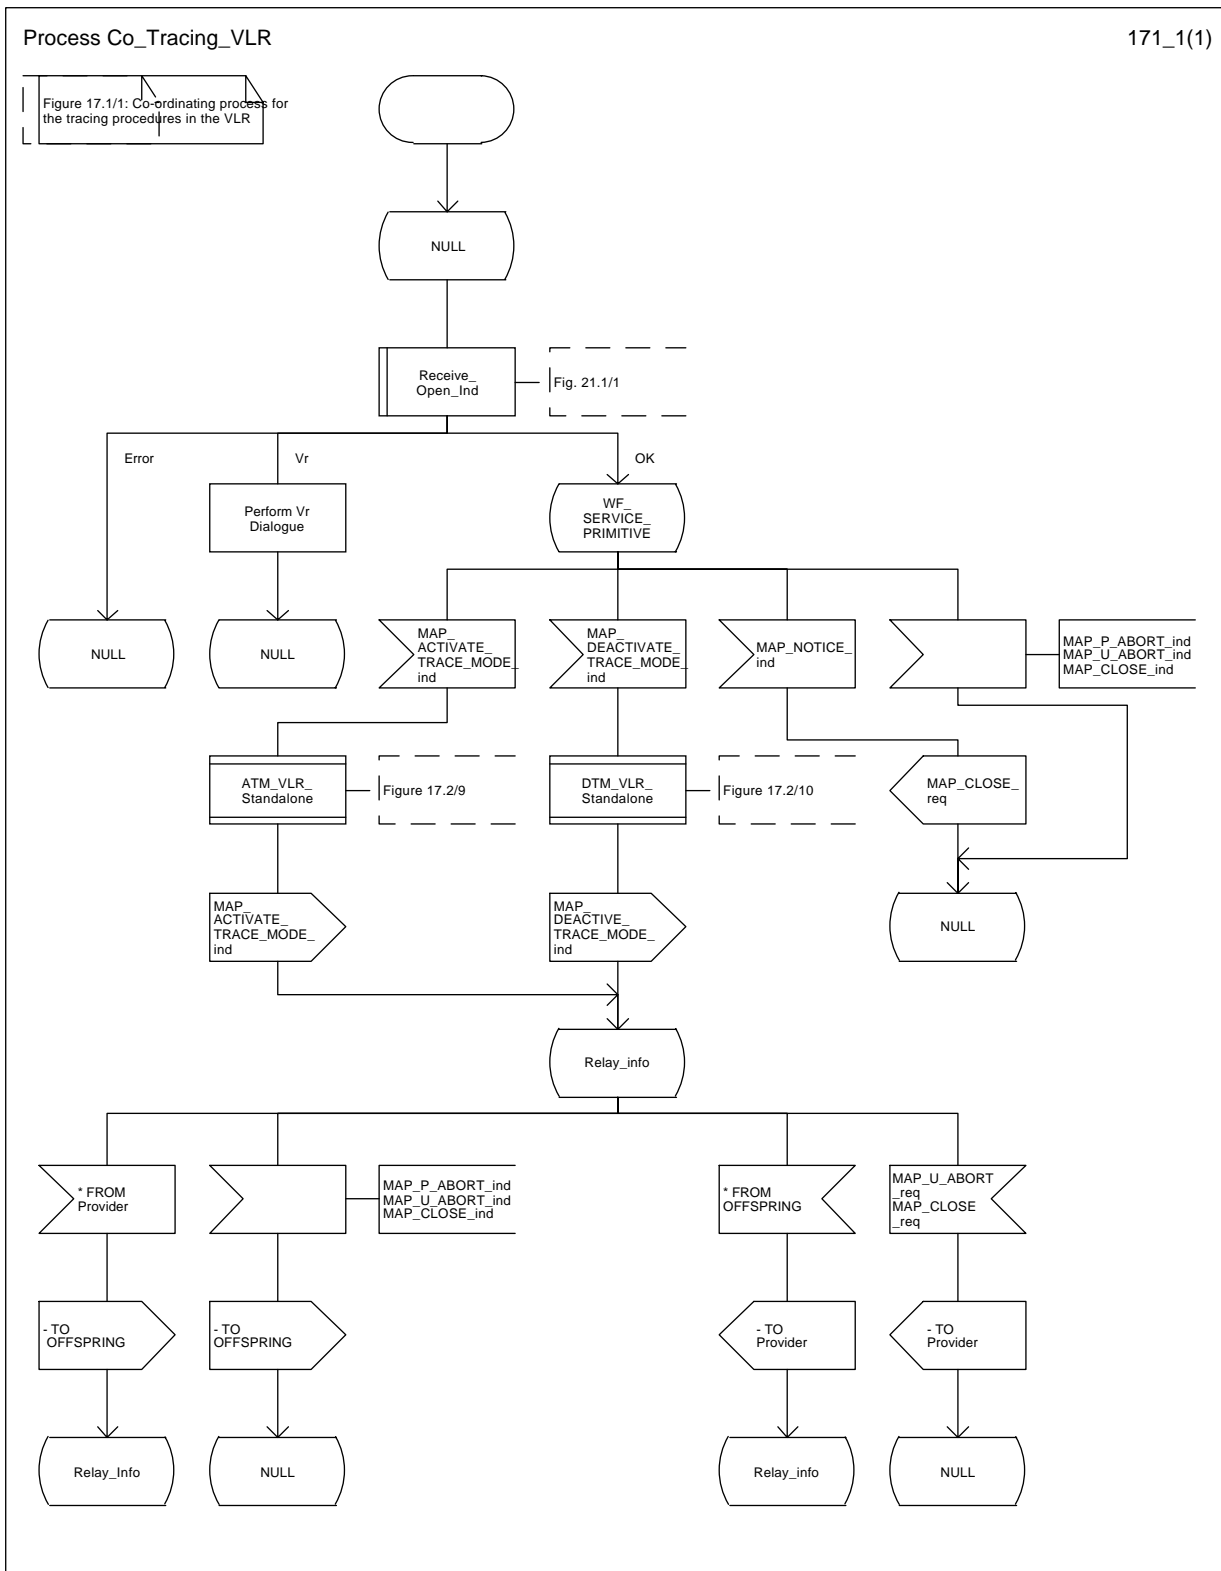 Process Co_Tracing_VLR
171_1(1)
Figure 17.1/1: Co-ordinating process for
the tracing procedures in the VLR
NULL
Receive_
Open_Ind
Fig. 21.1/1
Error
Vr
OK
Perform Vr
Dialogue
WF_
SERVICE_
PRIMITIVE
NULL
NULL
MAP_
ACTIVATE_
TRACE_MODE_
ind
MAP_
DEACTIVATE_
TRACE_MODE_
ind
MAP_NOTICE_
ind
MAP_P_ABORT_ind
MAP_U_ABORT_ind
MAP_CLOSE_ind
ATM_VLR_
Standalone
Figure 17.2/9
DTM_VLR_
Standalone
Figure 17.2/10
MAP_CLOSE_
req
MAP_
ACTIVATE_
TRACE_MODE_
ind
MAP_
DEACTIVE_
TRACE_MODE_
ind
NULL
Relay_info
* FROM
Provider
MAP_P_ABORT_ind
MAP_U_ABORT_ind
MAP_CLOSE_ind
* FROM
OFFSPRING
MAP_U_ABORT
_req
MAP_CLOSE
_req
- TO
OFFSPRING
- TO
OFFSPRING
- TO
Provider
- TO
Provider
Relay_Info
NULL
Relay_info
NULL